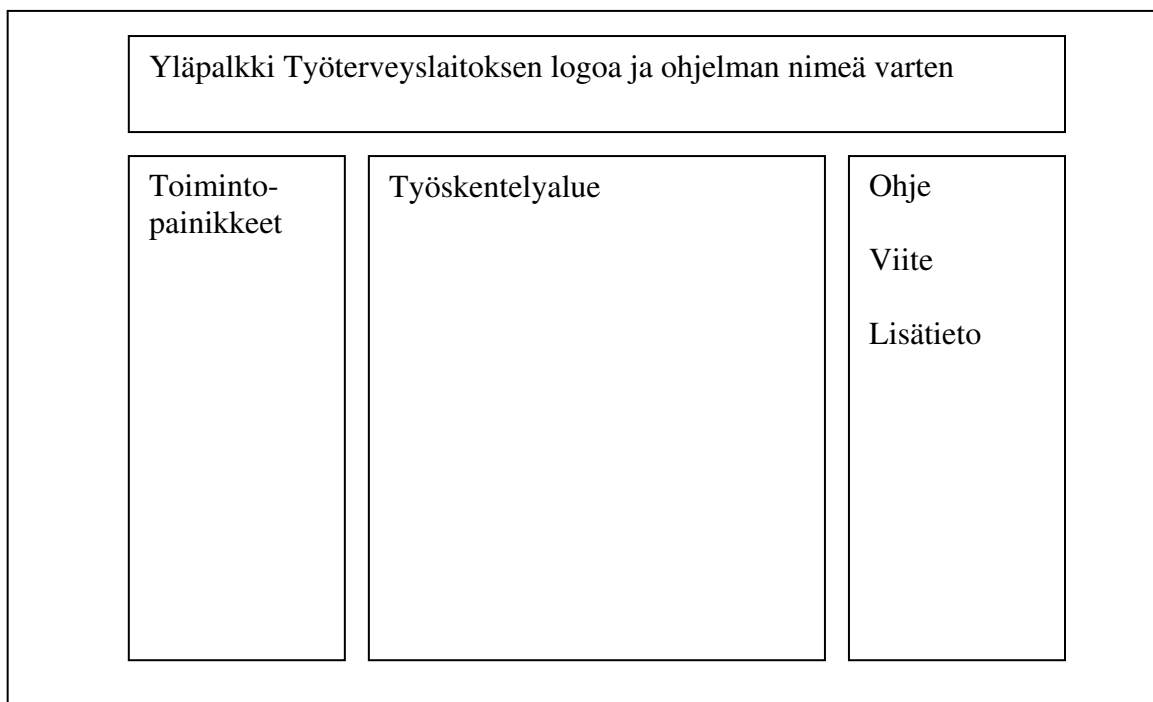 Yläpalkki Työterveyslaitoksen logoa ja ohjelman nimeä varten
Toiminto-
painikkeet
Työskentelyalue
Ohje
Viite
Lisätieto